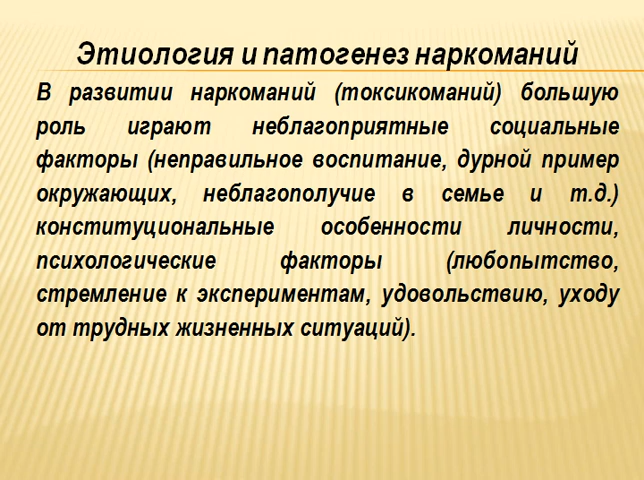 Этиология и патогенез наркоманий
В развитии наркоманий (токсикоманий) большую
роль играют неблагоприятные социальные
факторы (неправильное воспитание, дурной пример
окружающих, неблагополучие в семье и т.д.)
конституциональные особенности личности,
психологические факторы (любопытство,
стремление к экспериментам, удовольствию, уходу
от трудных жизненных ситуаций).